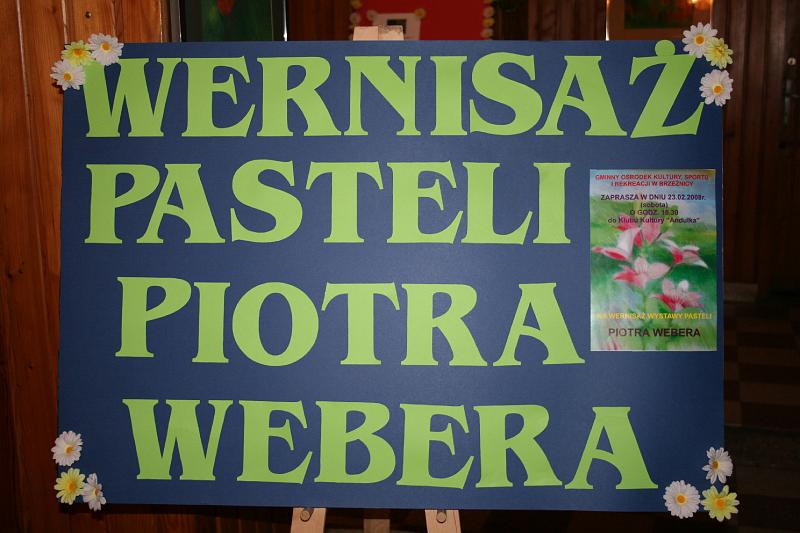 WERNISAŻ
PASTELI
PIOTRA
WEBERA
GMINNY OŚRODEK KULTURY, SPORTU
I REKREACJI W BRZEŹNICY
ZAPRASZA W DNIU 23.02.2008r.
(sobota)
O GODZ. 16.30
do Klubu Kultury "Andulka"
NA WERNISAŻ WYSTAWY PASTELI
PIOTRA WEBERA